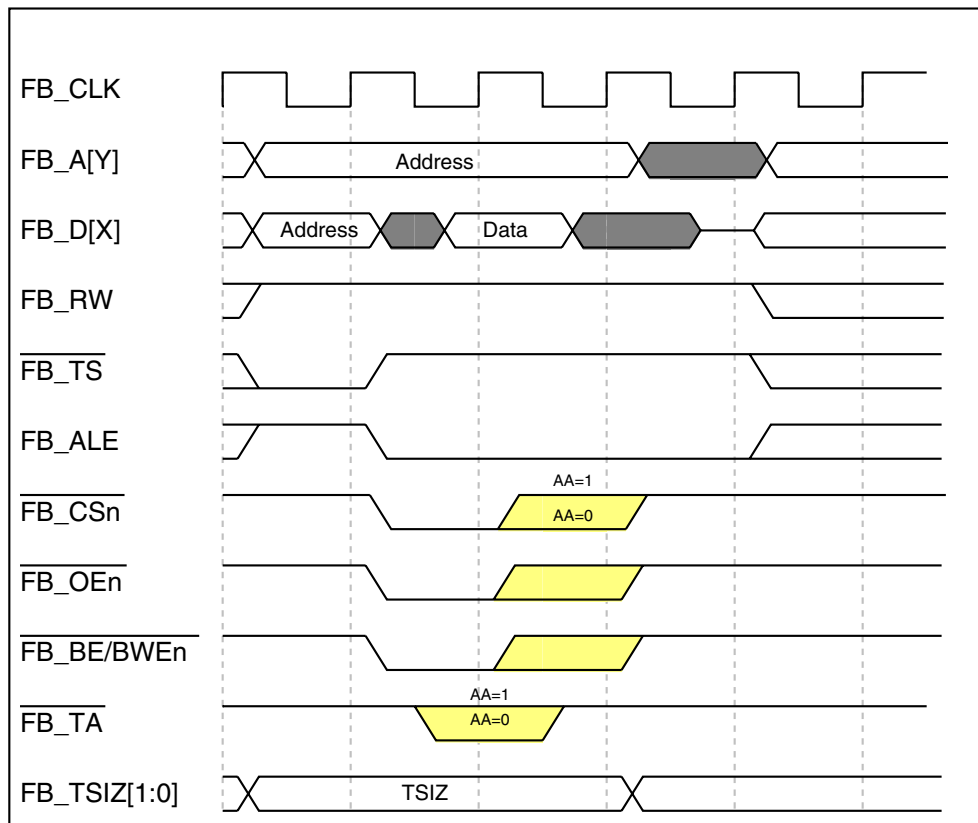 FB_CLK
FB_A[Y]
Address
FB_D[X]
Address
Data
FB_RW
FB_TS
FB_ALE
AA=1
FB_CSn
AA=0
FB_OEn
FB_BE/BWEn
AA=1
FB_TA
AA=0
FB_TSIZ[1:0]
TSIZ